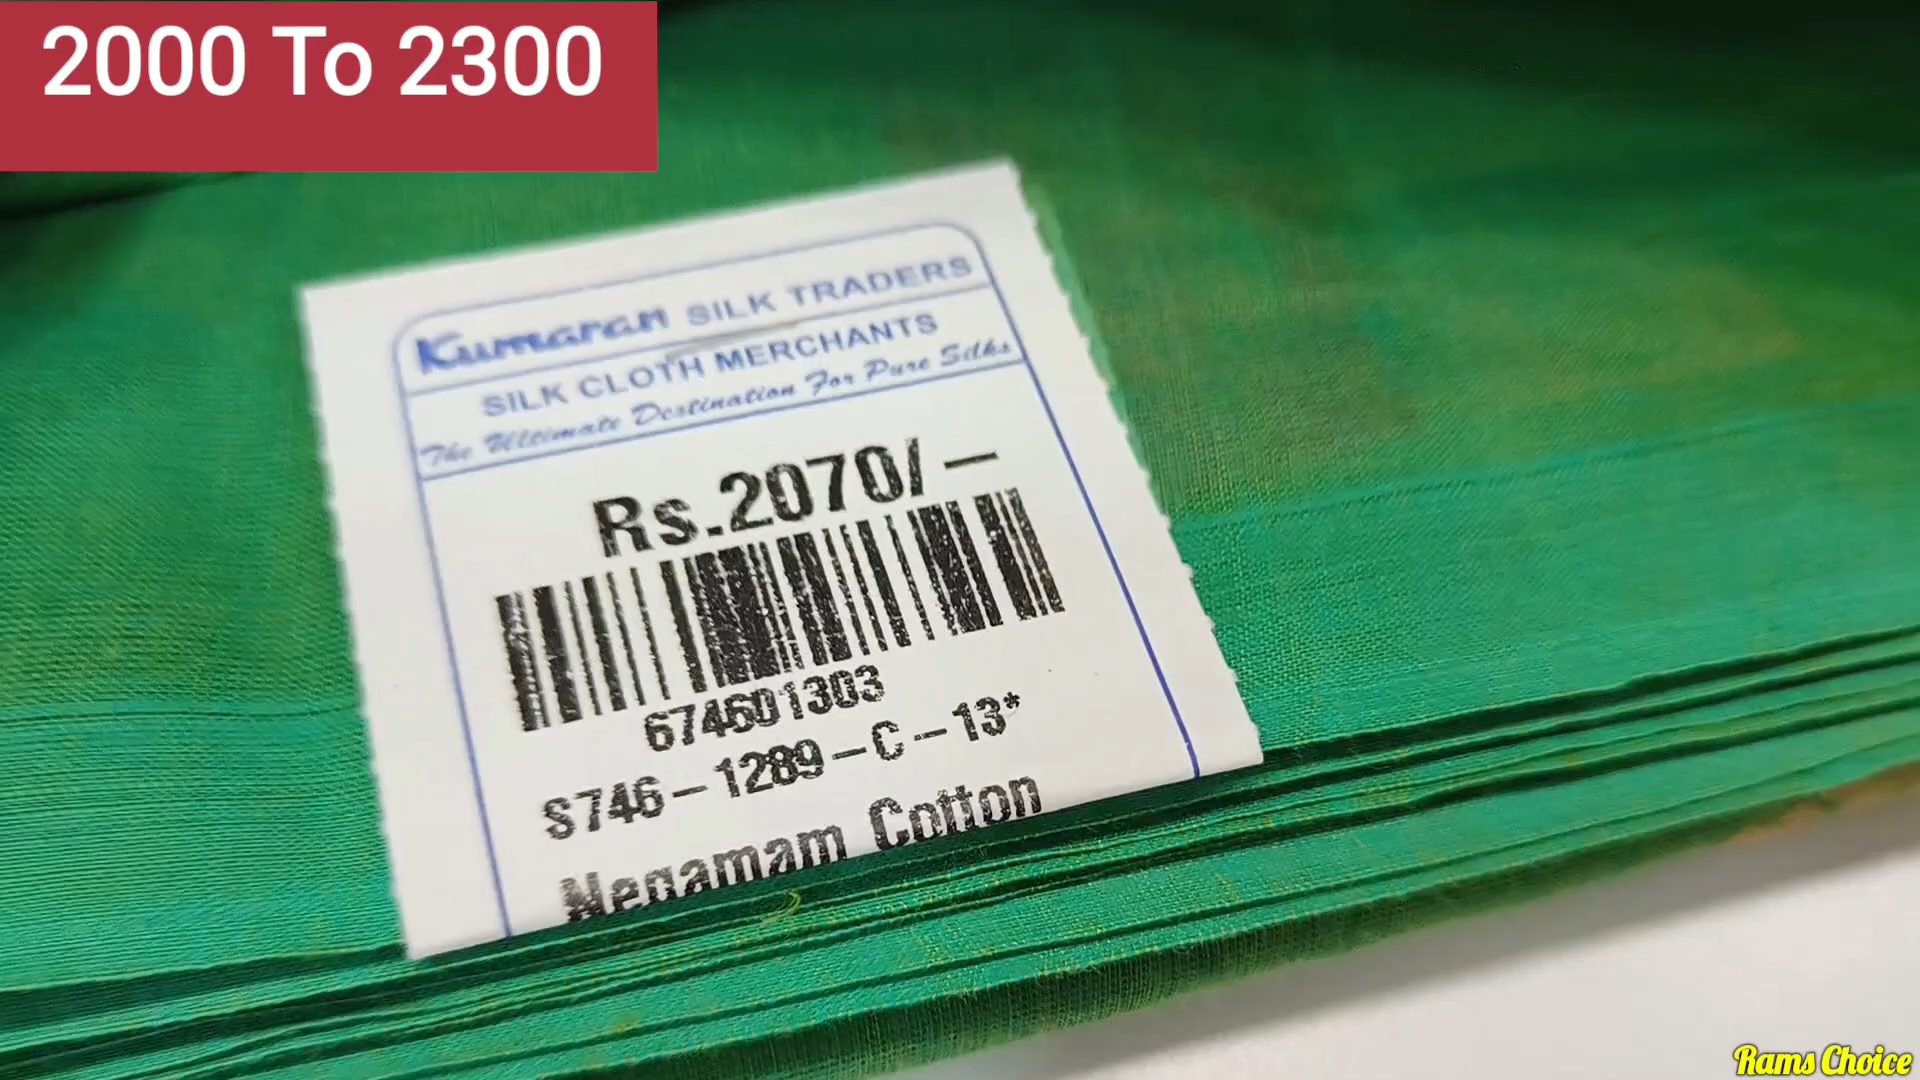 2000 To 2300
Kumaran SILK TRADERS
SILK CLOTH MERCHANTS
The Ultimate Destination For Pure Silks
Rs.2070/-
674601303
S746-1289-C-13*
Negamam Cotton
Rams Choice